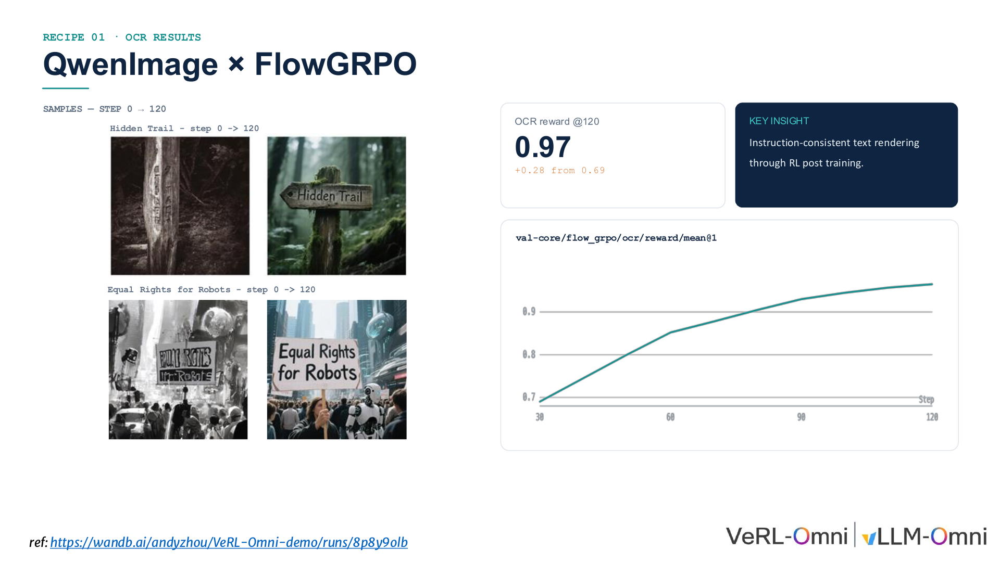 RECIPE 01 · OCR RESULTS
QwenImage × FlowGRPO
SAMPLES — STEP 0 → 120
Hidden Trail - step 0 -> 120
Hidden Trail
Equal Rights for Robots - step 0 -> 120
for Robots
Equal Rights
for Robots
OCR reward @120
0.97
+0.28 from 0.69
KEY INSIGHT
Instruction-consistent text rendering
through RL post training.
val-core/flow_grpo/ocr/reward/mean@1
0.9
0.8
0.7
Step
30 60 90 120
ref: https://wandb.ai/andyzhou/VeRL-Omni-demo/runs/8p8y9olb
VeRL-Omni | vLLM-Omni